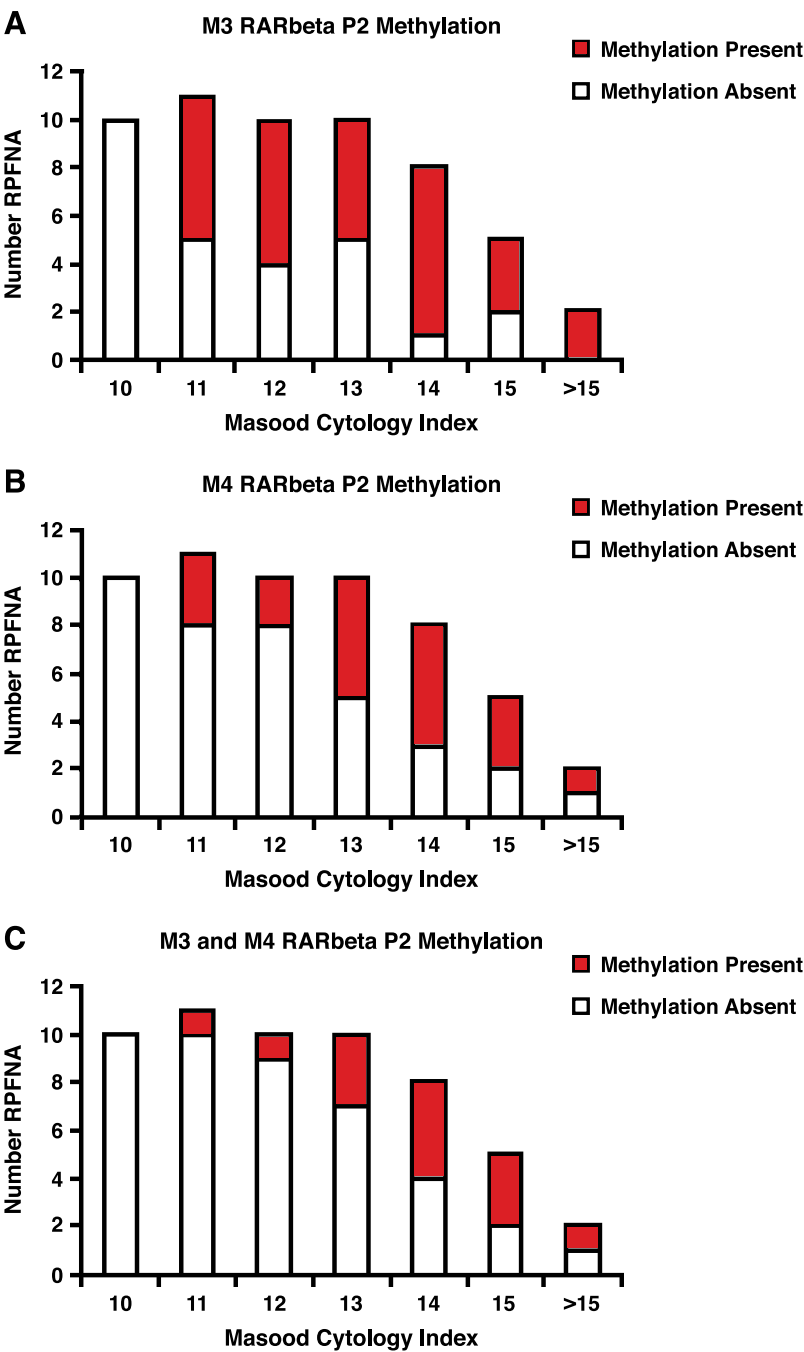 A
M3 RARbeta P2 Methylation
Methylation Present
Methylation Absent
Number RPFNA
12
10
8
6
4
2
0
10 11 12 13 14 15 >15
Masood Cytology Index
B
M4 RARbeta P2 Methylation
Methylation Present
Methylation Absent
Number RPFNA
12
10
8
6
4
2
0
10 11 12 13 14 15 >15
Masood Cytology Index
C
M3 and M4 RARbeta P2 Methylation
Methylation Present
Methylation Absent
Number RPFNA
12
10
8
6
4
2
0
10 11 12 13 14 15 >15
Masood Cytology Index